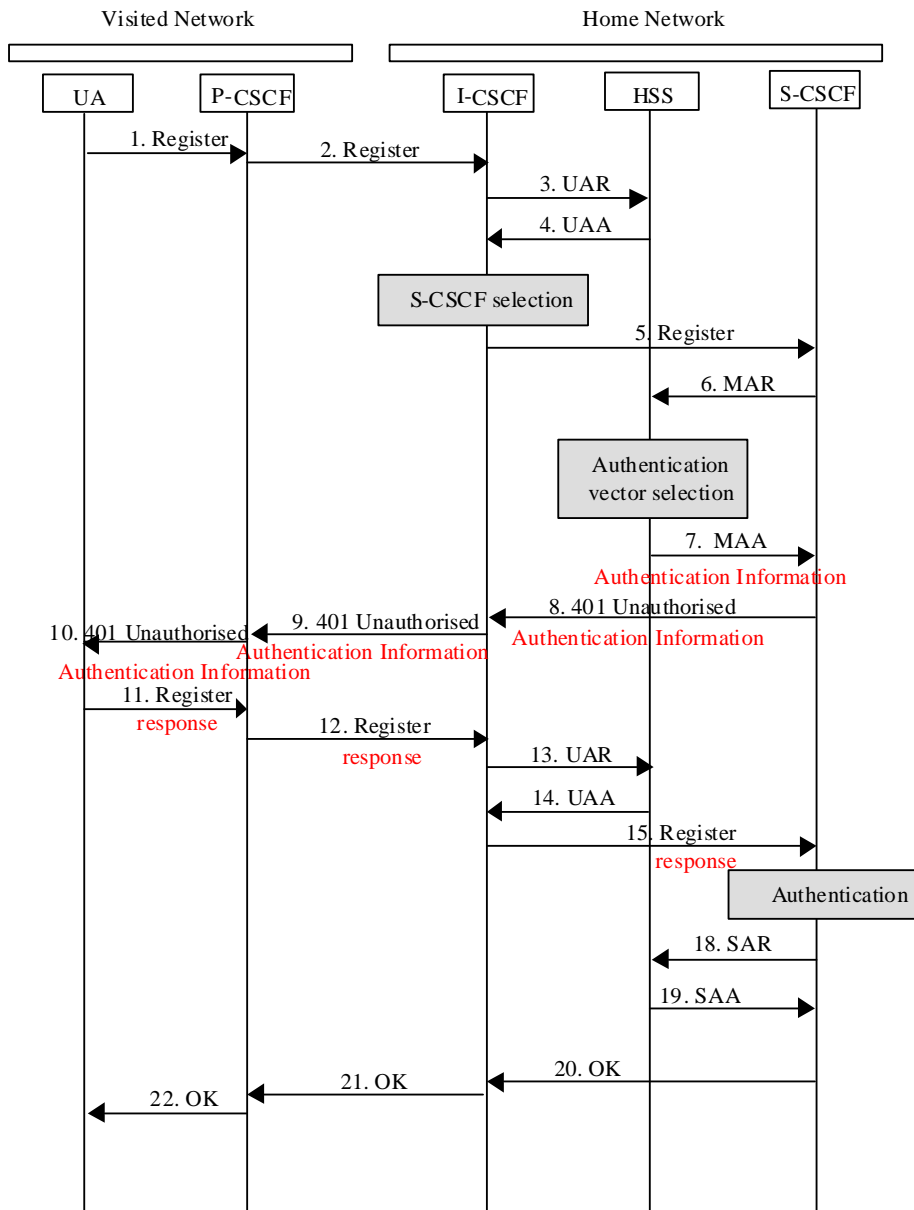 Visited Network
Home Network
UA
P-CSCF
I-CSCF
HSS
S-CSCF
1. Register
2. Register
3. UAR
4. UAA
S-CSCF selection
5. Register
6. MAR
Authentication
vector selection
7. MAA
Authentication Information
8. 401 Unauthorised
Authentication Information
9. 401 Unauthorised
Authentication Information
10. 401 Unauthorised
Authentication Information
11. Register
response
12. Register
response
13. UAR
14. UAA
15. Register
response
Authentication
18. SAR
19. SAA
20. OK
21. OK
22. OK